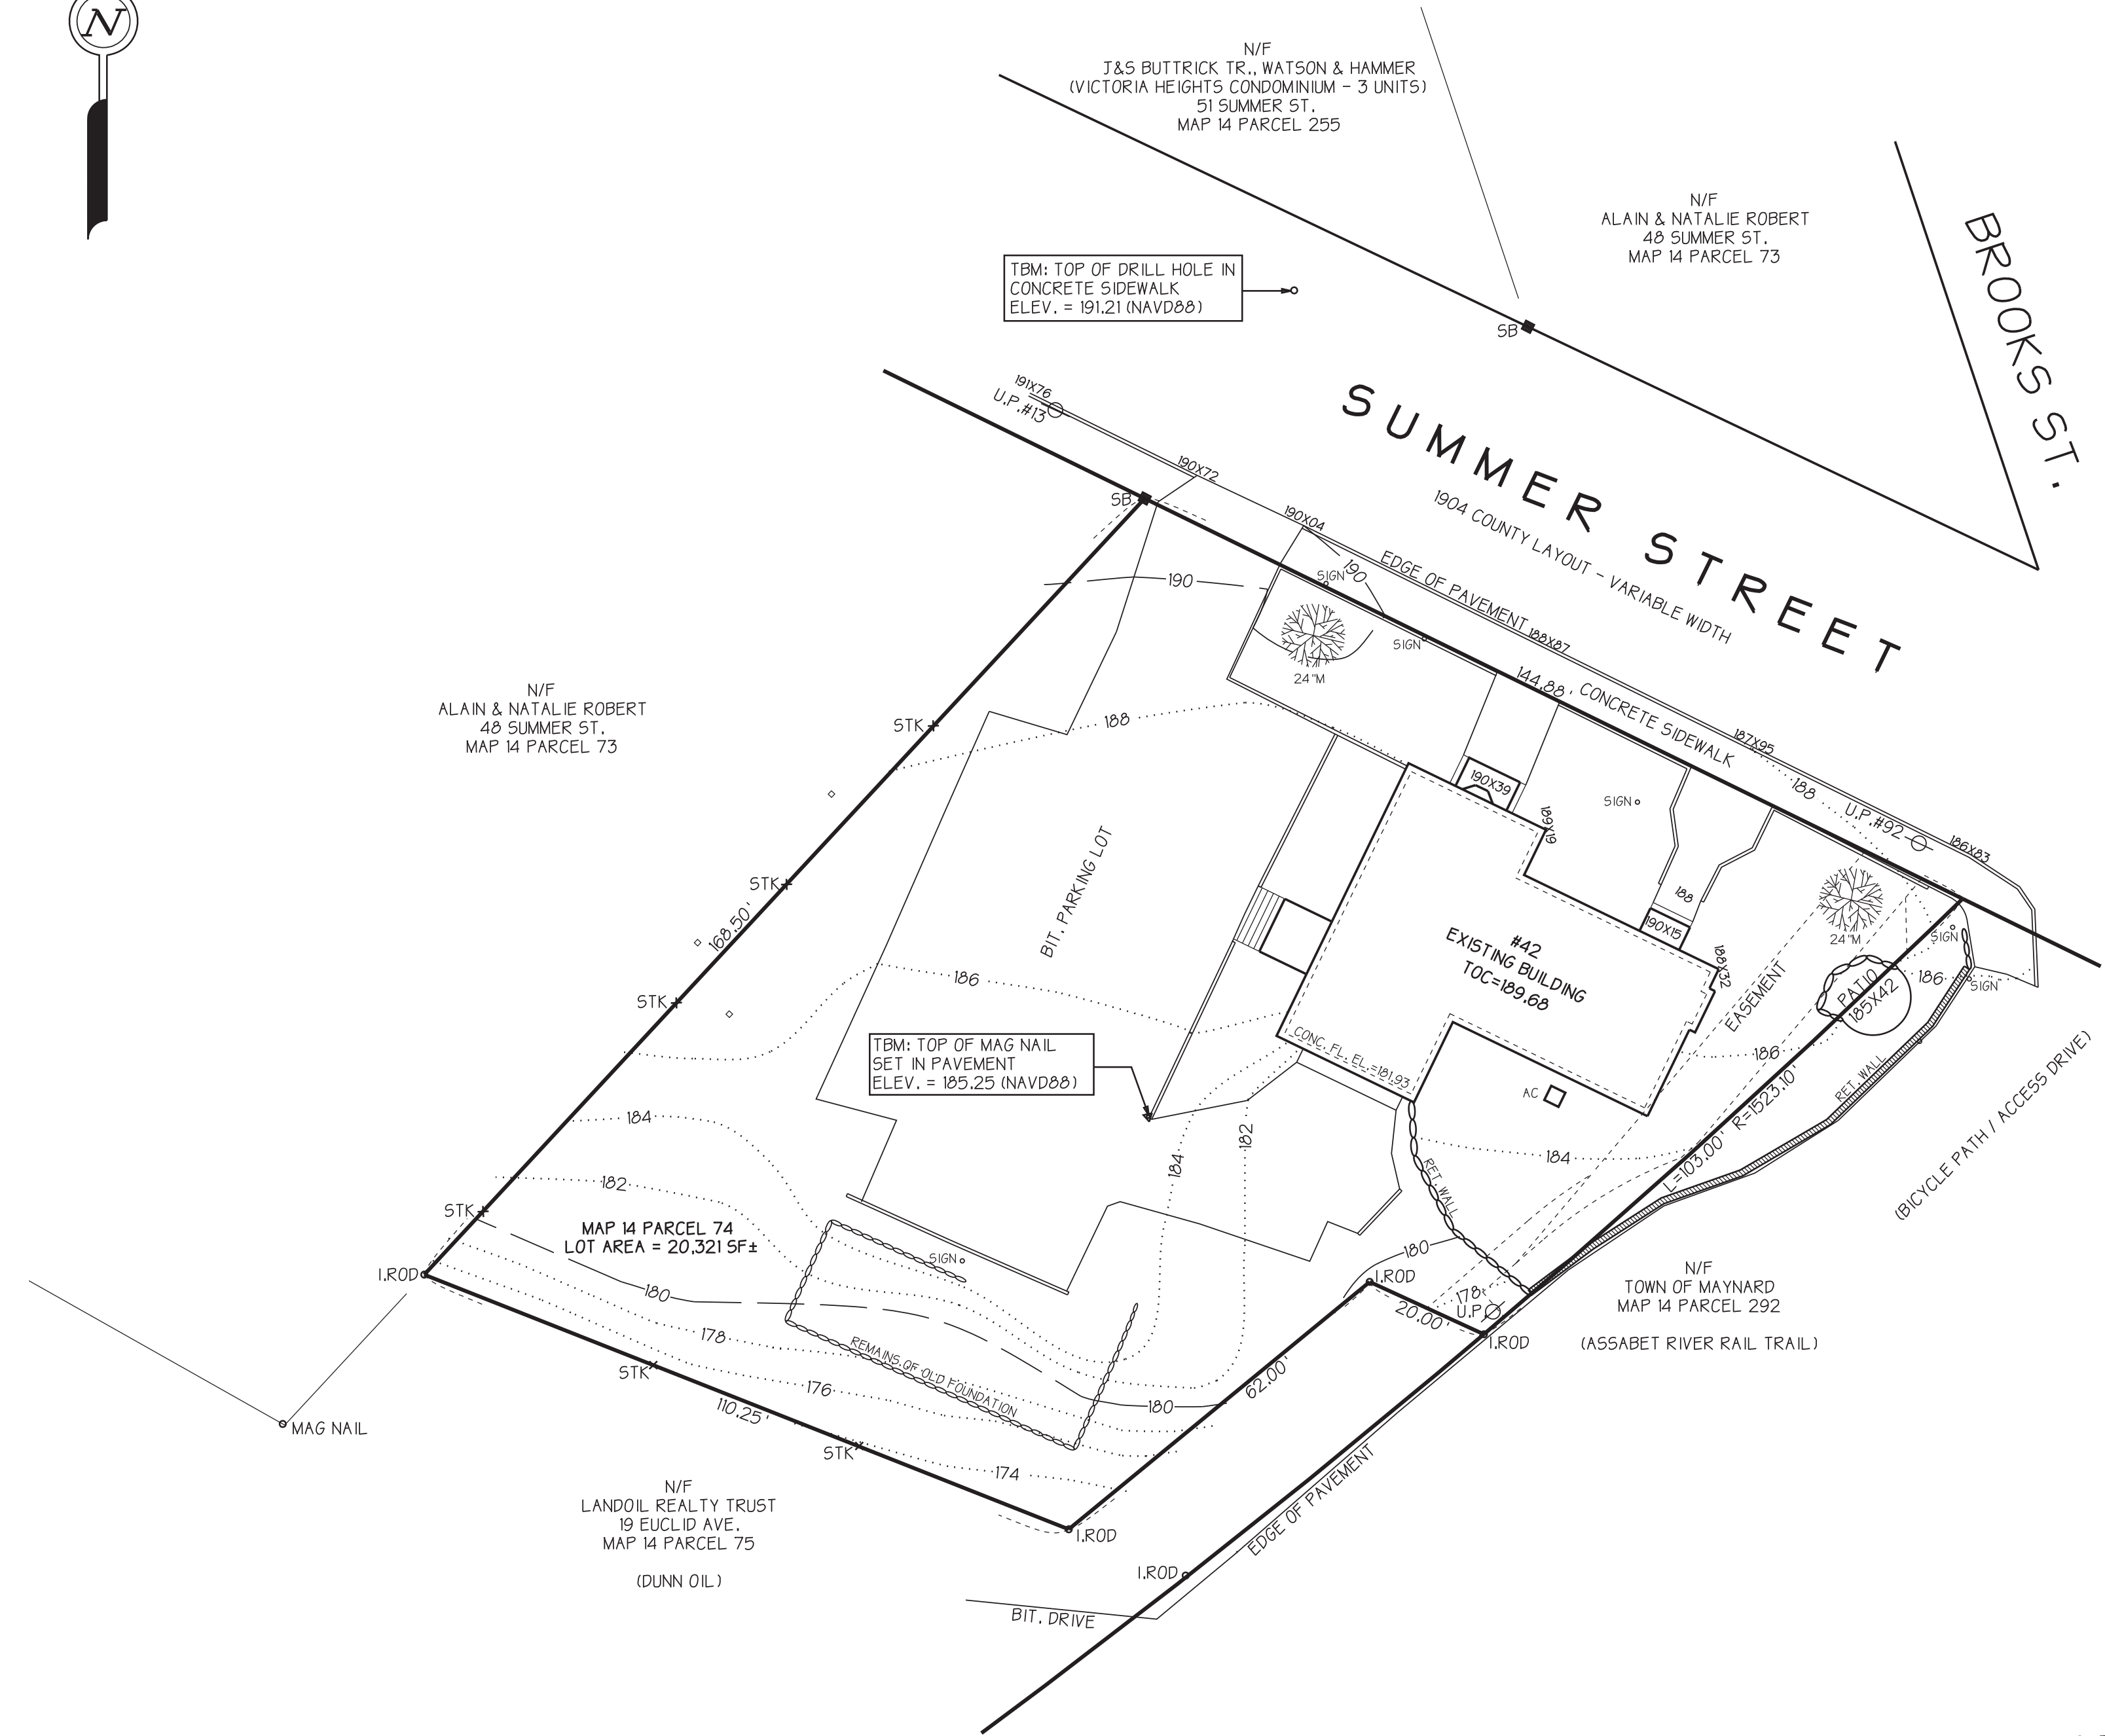 N
N/F
J&S BUTTRICK TR., WATSON & HAMMER
(VICTORIA HEIGHTS CONDOMINIUM - 3 UNITS)
51 SUMMER ST.
MAP 14 PARCEL 255
N/F
ALAIN & NATALIE ROBERT
48 SUMMER ST.
MAP 14 PARCEL 73
BROOKS ST.
TBM: TOP OF DRILL HOLE IN
CONCRETE SIDEWALK
ELEV. = 191.21 (NAVD88)
SB
SUMMER STREET
1904 COUNTY LAYOUT - VARIABLE WIDTH
191X76
U.P.#13
190X72
SB
190X04
EDGE OF PAVEMENT
188X87
SIGN
190
190
SIGN
24"M
144.88'
CONCRETE SIDEWALK
187X95
188
U.P.#92
186X83
N/F
ALAIN & NATALIE ROBERT
48 SUMMER ST.
MAP 14 PARCEL 73
STK
188
190X39
189X19
SIGN
188
190X15
188X32
24"M
SIGN
186
SIGN
PATIO
185X42
STK
168.50'
BIT. PARKING LOT
#42
EXISTING BUILDING
TOC=189.68
EASEMENT
186
STK
186
TBM: TOP OF MAG NAIL
SET IN PAVEMENT
ELEV. = 185.25 (NAVD88)
CONC. FL. EL.=181.93
AC
RET. WALL
R=1523.10'
L=103.00'
(BICYCLE PATH / ACCESS DRIVE)
184
182
184
184
RET. WALL
182
STK
MAP 14 PARCEL 74
LOT AREA = 20,321 SF±
SIGN
180
I.ROD
180
I.ROD
178
U.P.
20.00'
I.ROD
N/F
TOWN OF MAYNARD
MAP 14 PARCEL 292
(ASSABET RIVER RAIL TRAIL)
178
REMAINS OF OLD FOUNDATION
STK
176
62.00'
180
110.25'
MAG NAIL
STK
174
EDGE OF PAVEMENT
N/F
LANDOIL REALTY TRUST
19 EUCLID AVE.
MAP 14 PARCEL 75
(DUNN OIL)
I.ROD
I.ROD
BIT. DRIVE